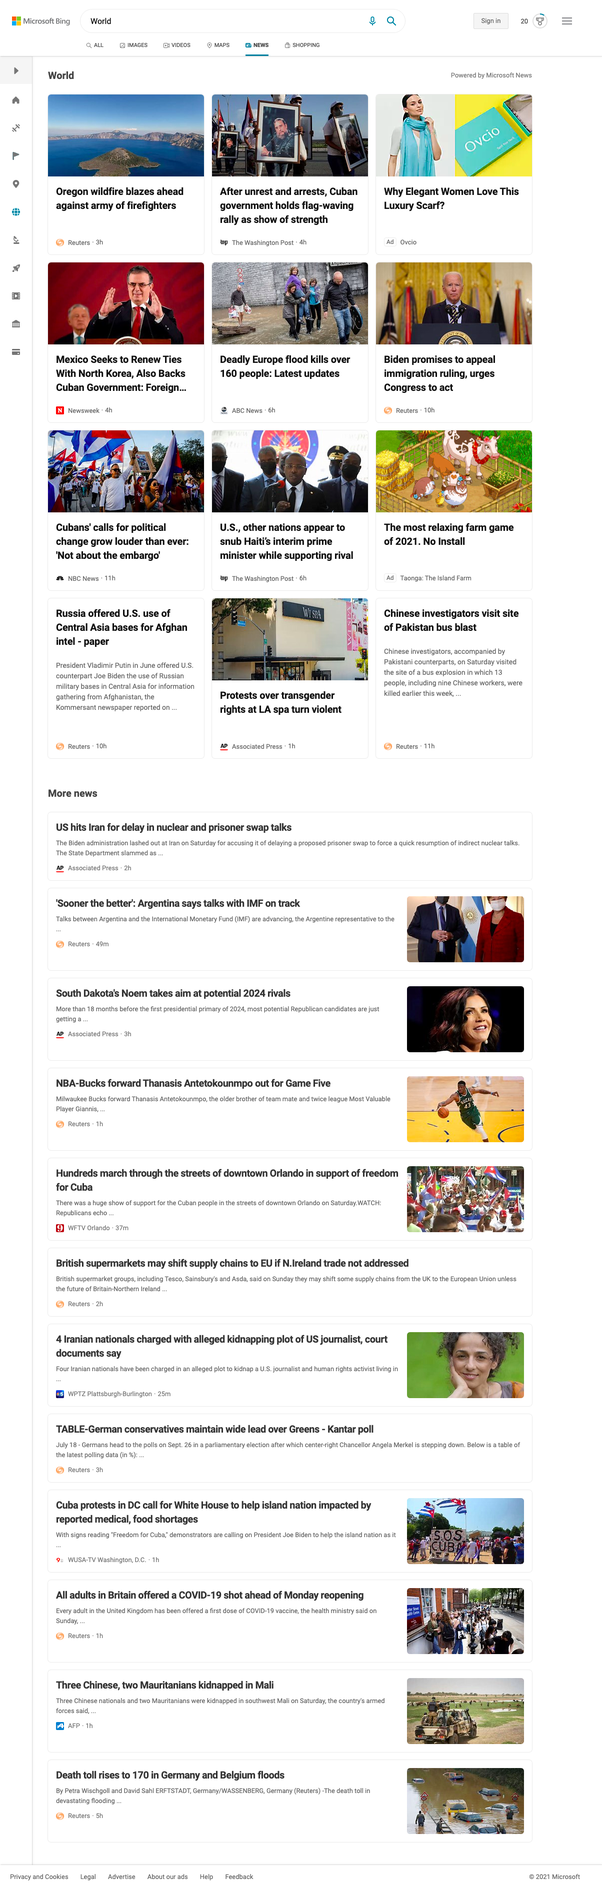 Microsoft Bing
World
Sign in
20
ALL
IMAGES
VIDEOS
MAPS
NEWS
SHOPPING
World
Powered by Microsoft News
Ovcio
Oregon wildfire blazes ahead
against army of firefighters
Reuters · 3h
After unrest and arrests, Cuban
government holds flag-waving
rally as show of strength
wp The Washington Post · 4h
Why Elegant Women Love This
Luxury Scarf?
Ad Ovcio
Mexico Seeks to Renew Ties
With North Korea, Also Backs
Cuban Government: Foreign...
N Newsweek · 4h
Deadly Europe flood kills over
160 people: Latest updates
ABC News · 6h
Biden promises to appeal
immigration ruling, urges
Congress to act
Reuters · 10h
Cubans' calls for political
change grow louder than ever:
'Not about the embargo'
NBC News · 11h
U.S., other nations appear to
snub Haiti's interim prime
minister while supporting rival
wp The Washington Post · 6h
The most relaxing farm game
of 2021. No Install
Ad Taonga: The Island Farm
Russia offered U.S. use of
Central Asia bases for Afghan
intel - paper
President Vladimir Putin in June offered U.S.
counterpart Joe Biden the use of Russian
military bases in Central Asia for information
gathering from Afghanistan, the
Kommersant newspaper reported on ...
Reuters · 10h
WI SPA
Protests over transgender
rights at LA spa turn violent
AP Associated Press · 1h
Chinese investigators visit site
of Pakistan bus blast
Chinese investigators, accompanied by
Pakistani counterparts, on Saturday visited
the site of a bus explosion in which 13
people, including nine Chinese workers, were
killed earlier this week, ...
Reuters · 11h
More news
US hits Iran for delay in nuclear and prisoner swap talks
The Biden administration lashed out at Iran on Saturday for accusing it of delaying a proposed prisoner swap to force a quick resumption of indirect nuclear talks.
The State Department slammed as ...
AP Associated Press · 2h
'Sooner the better': Argentina says talks with IMF on track
Talks between Argentina and the International Monetary Fund (IMF) are advancing, the Argentine representative to the
...
Reuters · 49m
South Dakota's Noem takes aim at potential 2024 rivals
More than 18 months before the first presidential primary of 2024, most potential Republican candidates are just
getting a ...
AP Associated Press · 3h
NBA-Bucks forward Thanasis Antetokounmpo out for Game Five
Milwaukee Bucks forward Thanasis Antetokounmpo, the older brother of team mate and twice league Most Valuable
Player Giannis, ...
Reuters · 1h
Hundreds march through the streets of downtown Orlando in support of freedom
for Cuba
There was a huge show of support for the Cuban people in the streets of downtown Orlando on Saturday.WATCH:
Republicans echo ...
9 WFTV Orlando · 37m
British supermarkets may shift supply chains to EU if N.Ireland trade not addressed
British supermarket groups, including Tesco, Sainsbury's and Asda, said on Sunday they may shift some supply chains from the UK to the European Union unless
the future of Britain-Northern Ireland ...
Reuters · 2h
4 Iranian nationals charged with alleged kidnapping plot of US journalist, court
documents say
Four Iranian nationals have been charged in an alleged plot to kidnap a U.S. journalist and human rights activist living in
...
WPTZ Plattsburgh-Burlington · 25m
TABLE-German conservatives maintain wide lead over Greens - Kantar poll
July 18 - Germans head to the polls on Sept. 26 in a parliamentary election after which center-right Chancellor Angela Merkel is stepping down. Below is a table of
the latest polling data (in %): ...
Reuters · 3h
Cuba protests in DC call for White House to help island nation impacted by
reported medical, food shortages
With signs reading "Freedom for Cuba," demonstrators are calling on President Joe Biden to help the island nation as it
...
WUSA-TV Washington, D.C. · 1h
SOS
CUBA
All adults in Britain offered a COVID-19 shot ahead of Monday reopening
Every adult in the United Kingdom has been offered a first dose of COVID-19 vaccine, the health ministry said on
Sunday, ...
Reuters · 1h
Three Chinese, two Mauritanians kidnapped in Mali
Three Chinese nationals and two Mauritanians were kidnapped in southwest Mali on Saturday, the country's armed
forces said, ...
AFP · 1h
Death toll rises to 170 in Germany and Belgium floods
By Petra Wischgoll and David Sahl ERFTSTADT, Germany/WASSENBERG, Germany (Reuters) -The death toll in
devastating flooding ...
Reuters · 5h
Privacy and Cookies
Legal
Advertise
About our ads
Help
Feedback
© 2021 Microsoft